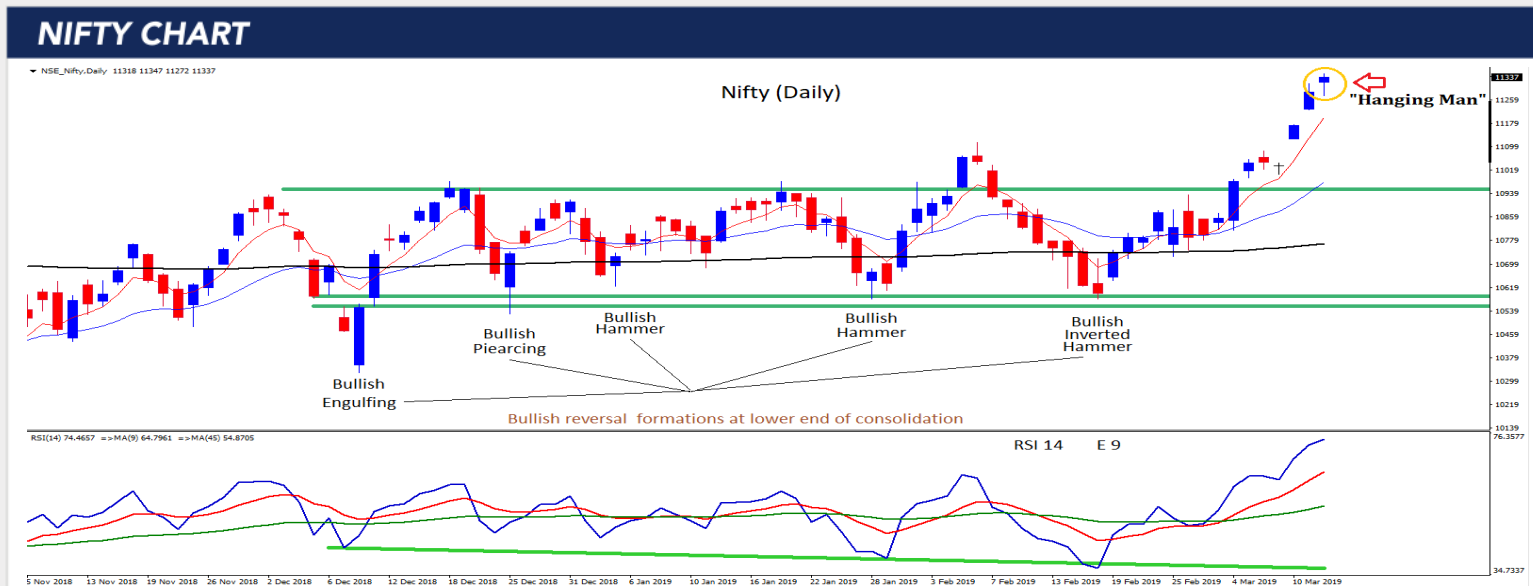 NIFTY CHART
NSE_Nifty,Daily 11318 11347 11272 11337
Nifty (Daily)
"Hanging Man"
11337
11259
11179
11099
11019
10939
10859
10779
10699
10619
10539
10459
10379
10299
10219
10139
Bullish
Engulfing
Bullish
Piearcing
Bullish
Hammer
Bullish
Hammer
Bullish
Inverted
Hammer
Bullish reversal formations at lower end of consolidation
RSI(14) 74.4657 =>MA(9) 64.7961 =>MA(45) 54.8705
RSI 14 E 9
76.3577
34.7337
5 Nov 2018 13 Nov 2018 19 Nov 2018 26 Nov 2018 2 Dec 2018 6 Dec 2018 12 Dec 2018 18 Dec 2018 25 Dec 2018 31 Dec 2018 6 Jan 2019 10 Jan 2019 16 Jan 2019 22 Jan 2019 28 Jan 2019 3 Feb 2019 7 Feb 2019 13 Feb 2019 19 Feb 2019 25 Feb 2019 4 Mar 2019 10 Mar 2019